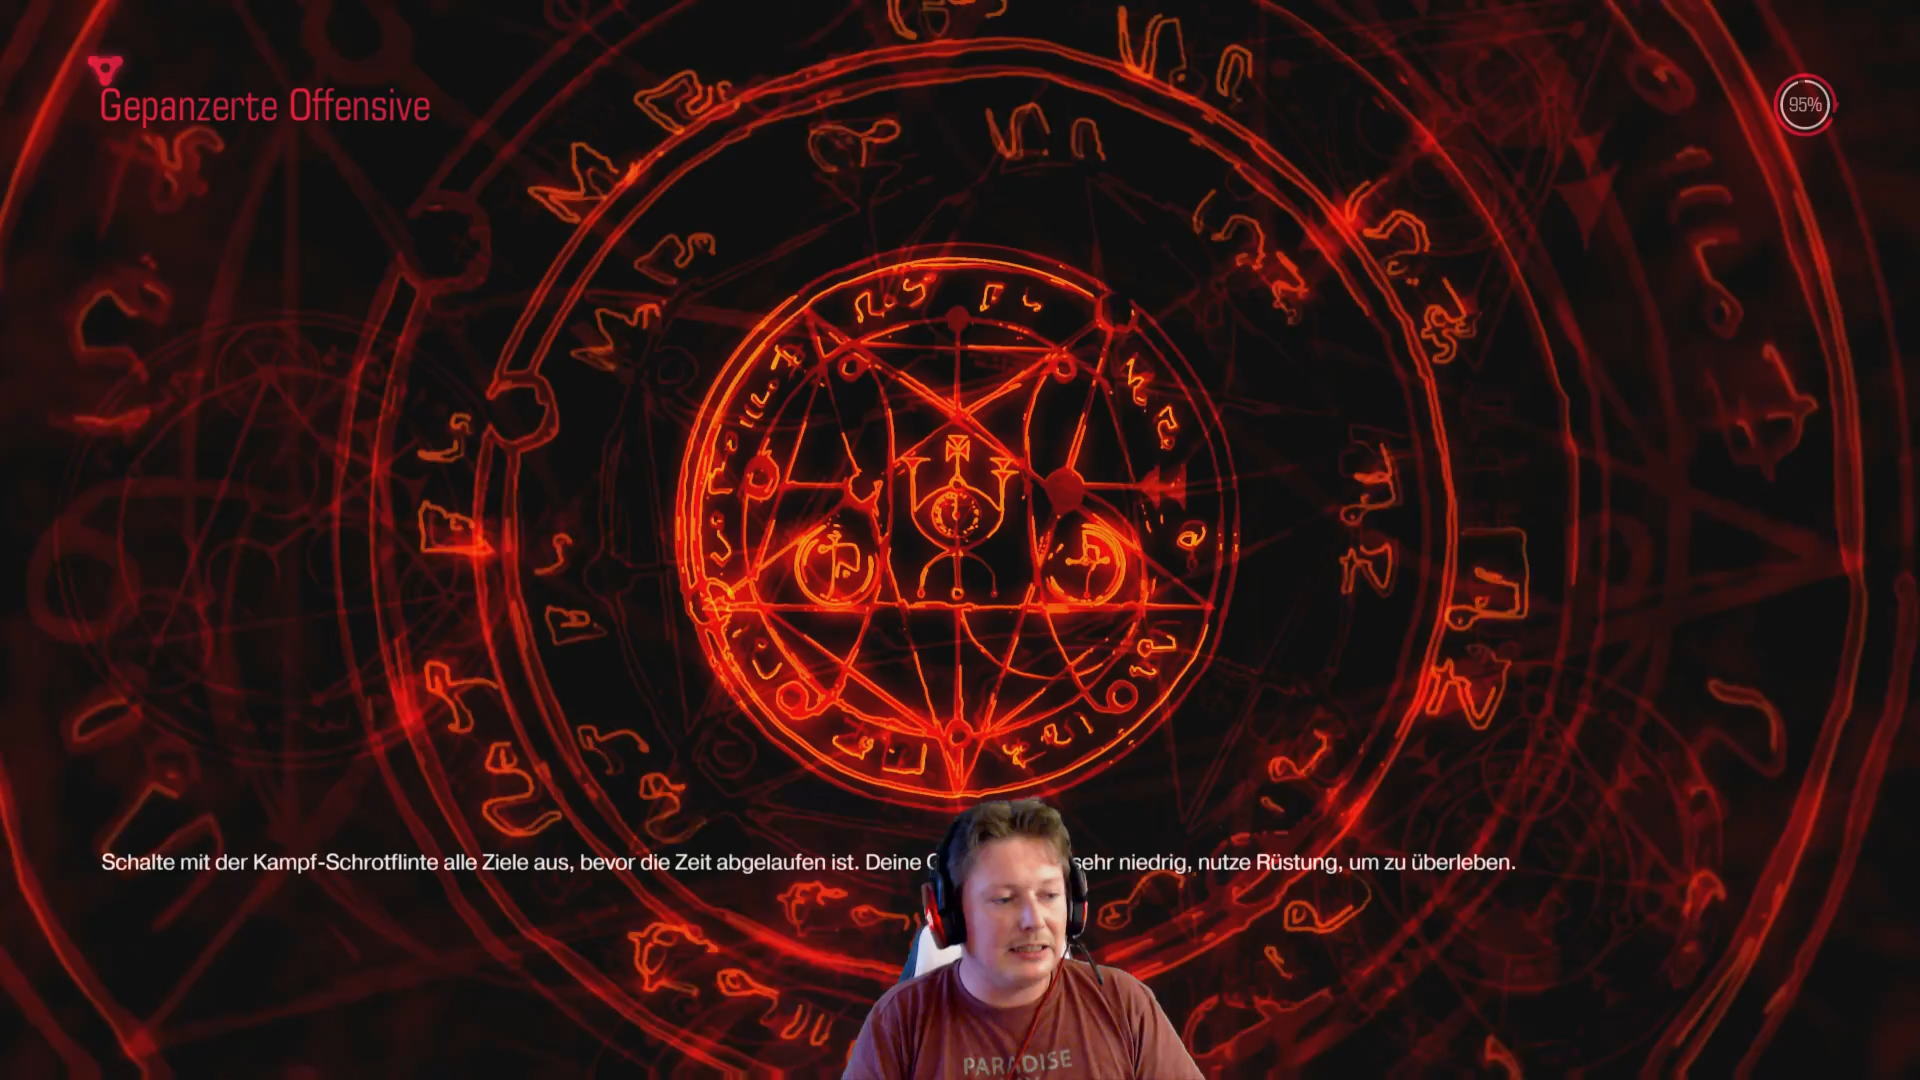 Gepanzerte Offensive
95%
Schalte mit der Kampf-Schrotflinte alle Ziele aus, bevor die Zeit abgelaufen ist. Deine sehr niedrig, nutze Rüstung, um zu überleben.
PARADISE